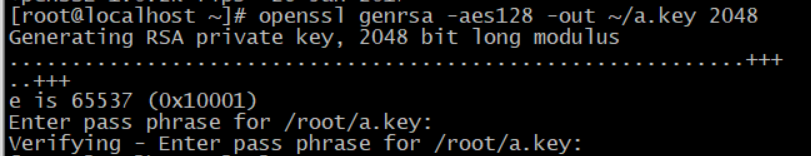 [root@localhost ~]# openssl genrsa -aes128 -out ~/a.key 2048
Generating RSA private key, 2048 bit long modulus
.............................................................+++
..+++
e is 65537 (0x10001)
Enter pass phrase for /root/a.key:
Verifying - Enter pass phrase for /root/a.key: